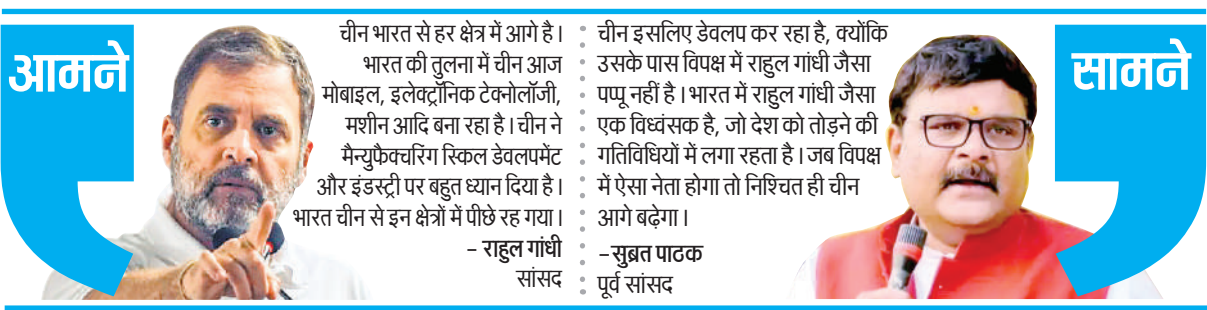 आमने
चीन भारत से हर क्षेत्र में आगे है।
भारत की तुलना में चीन आज
मोबाइल, इलेक्ट्रॉनिक टेक्नोलॉजी,
मशीन आदि बना रहा है। चीन ने
मैन्युफैक्चरिंग स्किल डेवलपमेंट
और इंडस्ट्री पर बहुत ध्यान दिया है।
भारत चीन से इन क्षेत्रों में पीछे रह गया।
– राहुल गांधी
सांसद
चीन इसलिए डेवलप कर रहा है, क्योंकि
उसके पास विपक्ष में राहुल गांधी जैसा
पप्पू नहीं है। भारत में राहुल गांधी जैसा
एक विध्वंसक है, जो देश को तोड़ने की
गतिविधियों में लगा रहता है। जब विपक्ष
में ऐसा नेता होगा तो निश्चित ही चीन
आगे बढ़ेगा।
–सुब्रत पाठक
पूर्व सांसद
सामने